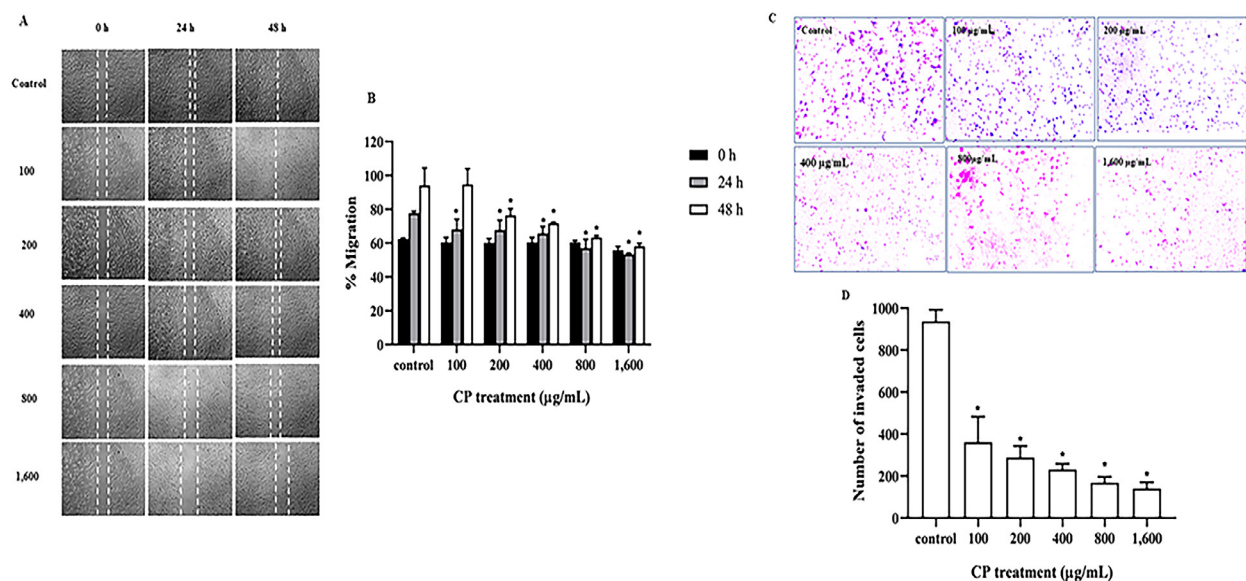 A
0 h 24 h 48 h
Control
100
200
400
800
1,600
B
% Migration
120
100
80
60
40
20
0
* * * * * * * * *
control 100 200 400 800 1,600
CP treatment (µg/mL)
0 h
24 h
48 h
C
Control 100 µg/mL 200 µg/mL
400 µg/mL 800µg/mL 1,600 µg/mL
D
Number of invaded cells
1000
800
600
400
200
0
* * * * *
control 100 200 400 800 1,600
CP treatment (µg/mL)